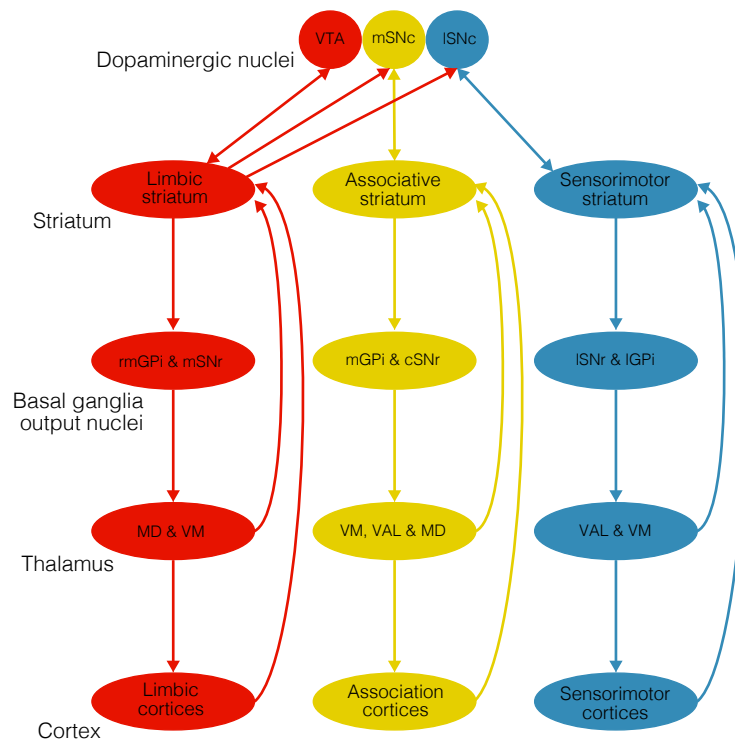 VTA
mSNc
lSNc
Dopaminergic nuclei
Limbic
striatum
Associative
striatum
Sensorimotor
striatum
Striatum
rmGPi & mSNr
mGPi & cSNr
lSNr & lGPi
Basal ganglia
output nuclei
MD & VM
VM, VAL & MD
VAL & VM
Thalamus
Limbic
cortices
Association
cortices
Sensorimotor
cortices
Cortex